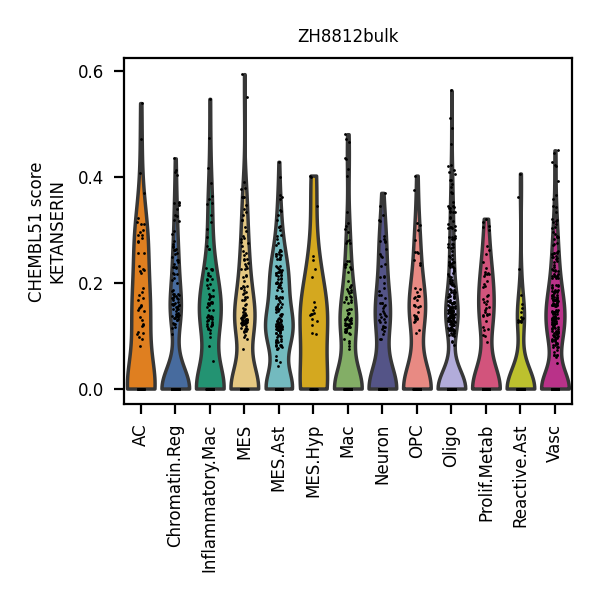 ZH8812bulk
CHEMBL51 score
KETANSERIN
0.6
0.4
0.2
0.0
AC
Chromatin.Reg
Inflammatory.Mac
MES
MES.Ast
MES.Hyp
Mac
Neuron
OPC
Oligo
Prolif.Metab
Reactive.Ast
Vasc